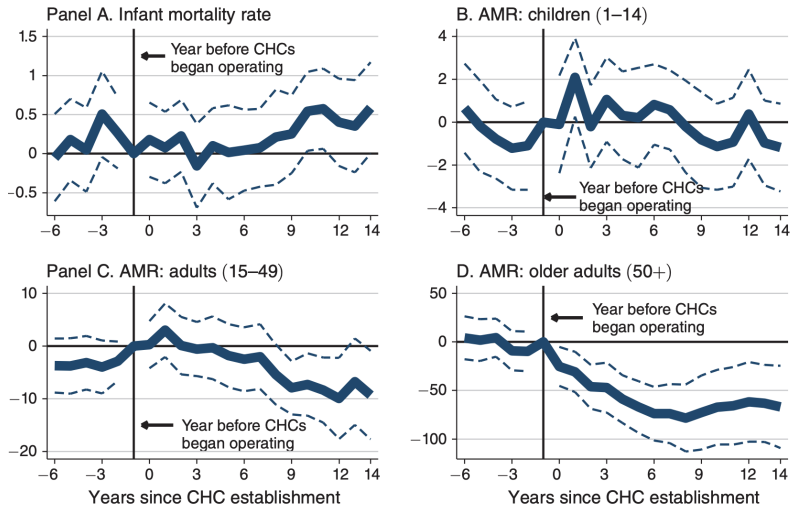 Panel A. Infant mortality rate
1.5
1
0.5
0
−0.5
Year before CHCs
began operating
−6 −3 0 3 6 9 12 14
B. AMR: children (1–14)
4
2
0
−2
−4
Year before CHCs
began operating
−6 −3 0 3 6 9 12 14
Panel C. AMR: adults (15–49)
10
0
−10
−20
Year before CHCs
began operating
−6 −3 0 3 6 9 12 14
Years since CHC establishment
D. AMR: older adults (50+)
50
0
−50
−100
Year before CHCs
began operating
−6 −3 0 3 6 9 12 14
Years since CHC establishment